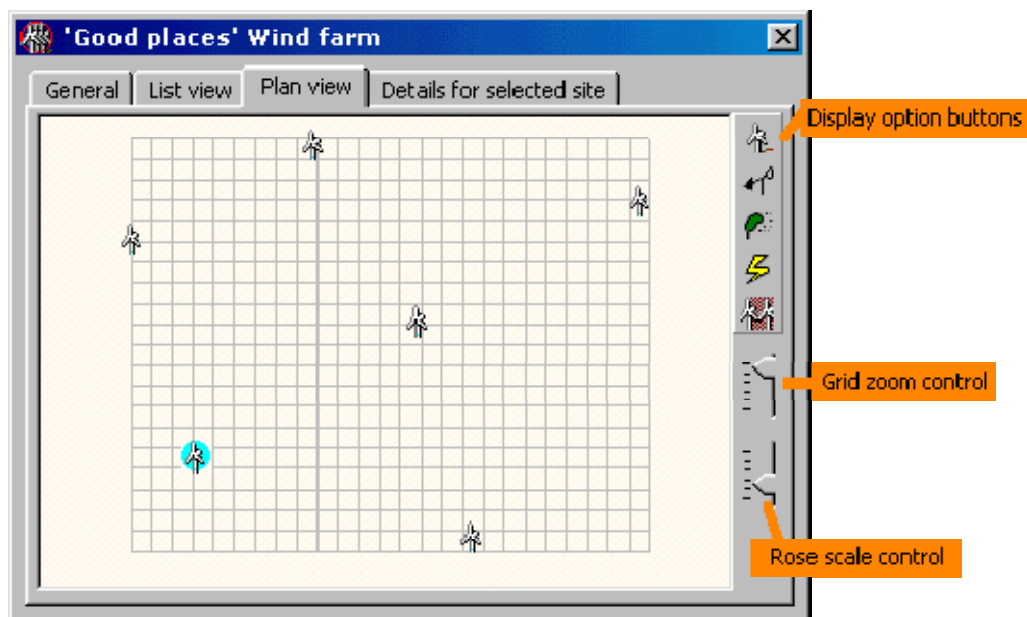 'Good places' Wind farm
General List view Plan view Details for selected site
Display option buttons
Grid zoom control
Rose scale control